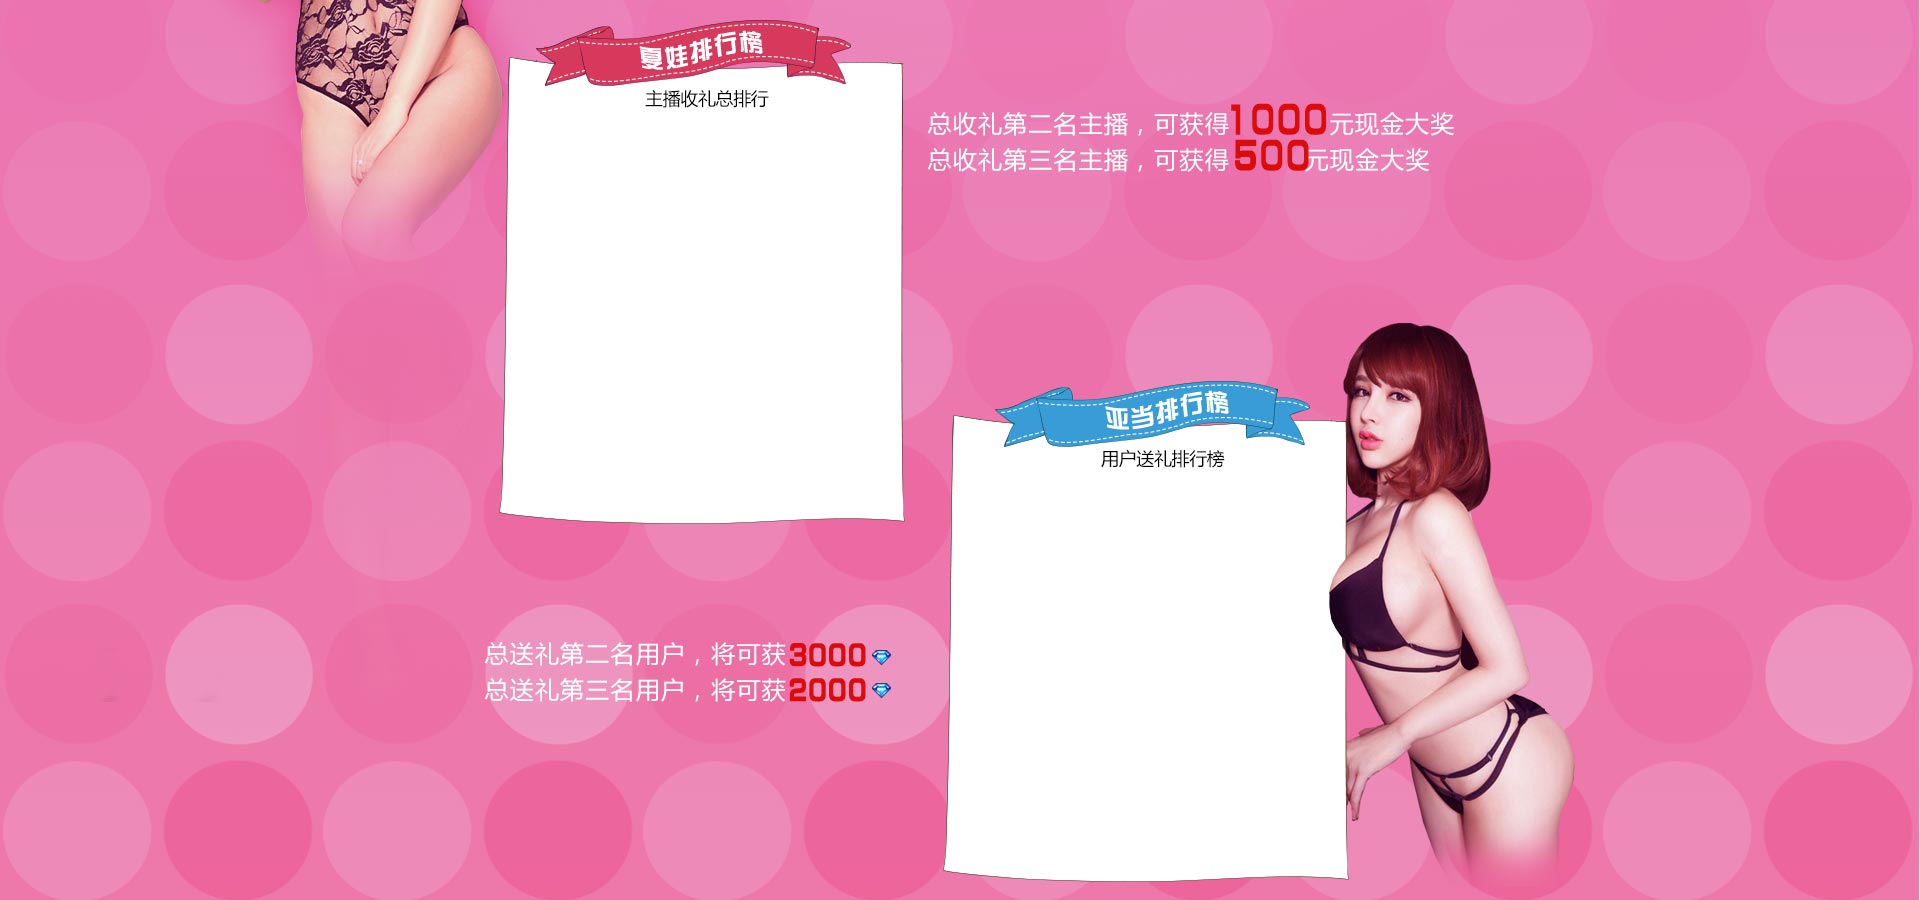 夏娃排行榜
主播收礼总排行
总收礼第二名主播，可获得1000元现金大奖
总收礼第三名主播，可获得500元现金大奖
亚当排行榜
用户送礼排行榜
总送礼第二名用户，将可获3000
总送礼第三名用户，将可获2000